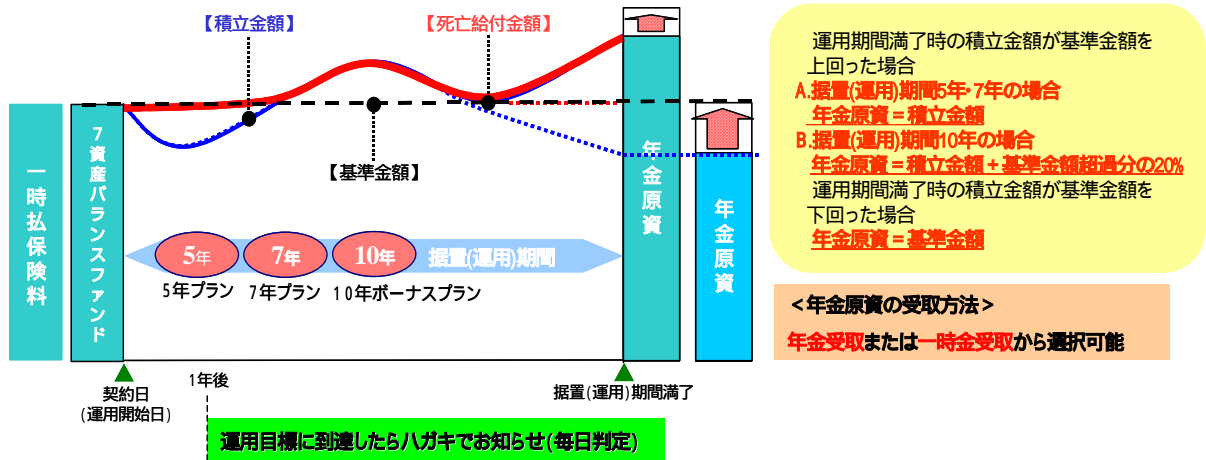 【積立金額】
【死亡給付金額】
【基準金額】
一時払保険料
7資産バランスファンド
年金原資
年金原資
5年
7年
10年
据置(運用)期間
5年プラン
7年プラン
10年ボーナスプラン
契約日
(運用開始日)
1年後
据置(運用)期間満了
運用目標に到達したらハガキでお知らせ(毎日判定)
運用期間満了時の積立金額が基準金額を
上回った場合
A.据置(運用)期間5年・7年の場合
年金原資=積立金額
B.据置(運用)期間10年の場合
年金原資=積立金額+基準金額超過分の20%
運用期間満了時の積立金額が基準金額を
下回った場合
年金原資=基準金額
<年金原資の受取方法>
年金受取または一時金受取から選択可能